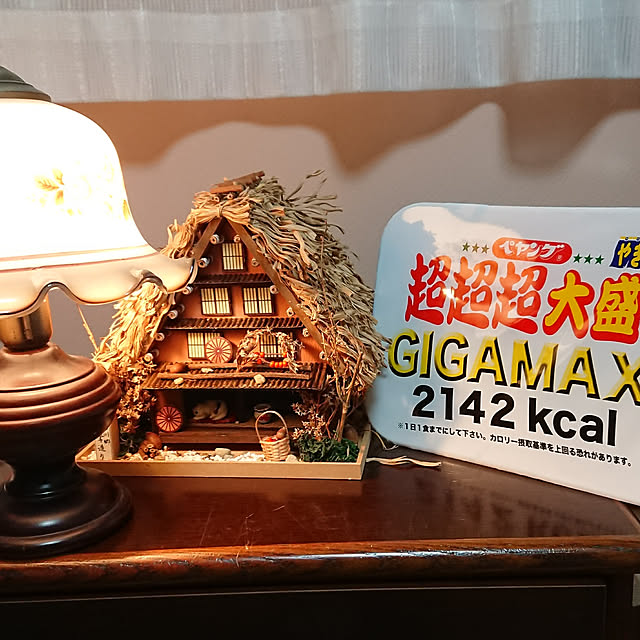 ★★★ ペヤング ★★★
やき
超超超大盛
GIGAMAX
2142 kcal
※1日1食までにして下さい。カロリー摂取基準を上回る恐れがあります。